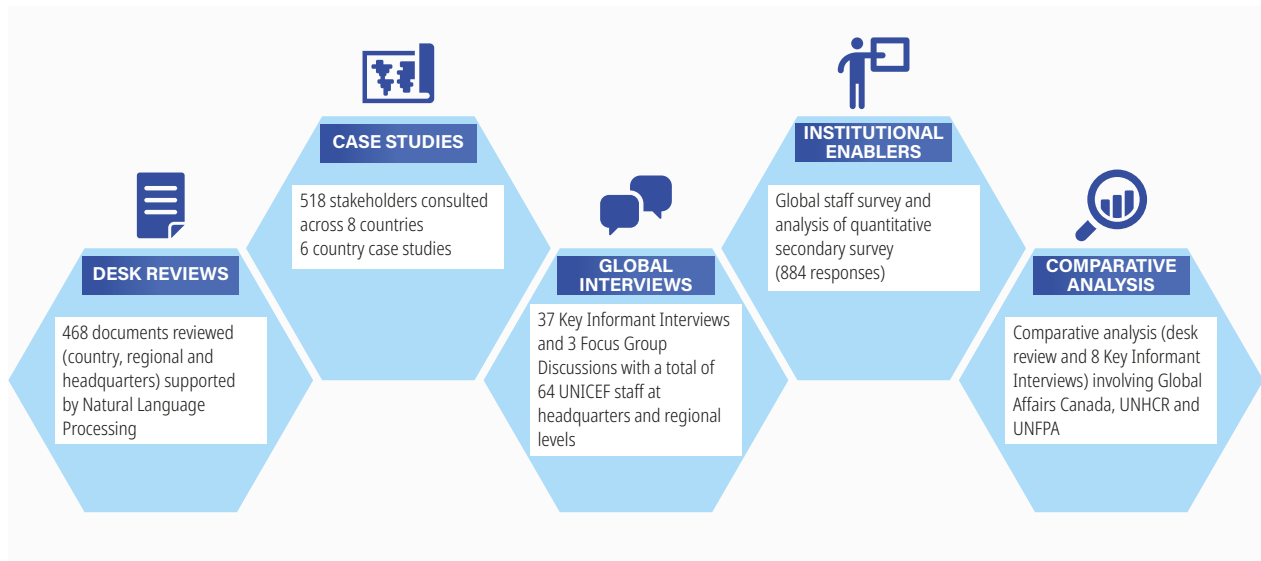 DESK REVIEWS
468 documents reviewed
(country, regional and
headquarters) supported
by Natural Language
Processing
CASE STUDIES
518 stakeholders consulted
across 8 countries
6 country case studies
GLOBAL
INTERVIEWS
37 Key Informant Interviews
and 3 Focus Group
Discussions with a total of
64 UNICEF staff at
headquarters and regional
levels
INSTITUTIONAL
ENABLERS
Global staff survey and
analysis of quantitative
secondary survey
(884 responses)
COMPARATIVE
ANALYSIS
Comparative analysis (desk
review and 8 Key Informant
Interviews) involving Global
Affairs Canada, UNHCR and
UNFPA